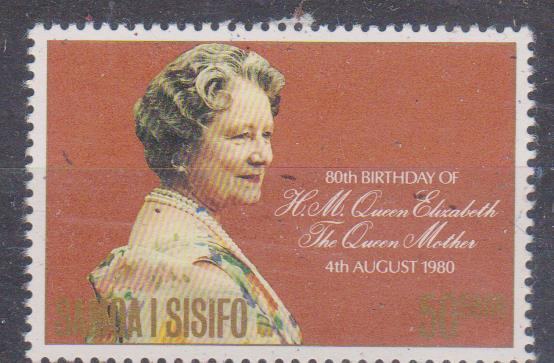 80th BIRTHDAY OF
H.M. Queen Elizabeth
The Queen Mother
4th AUGUST 1980
SAMOA I SISIFO 50